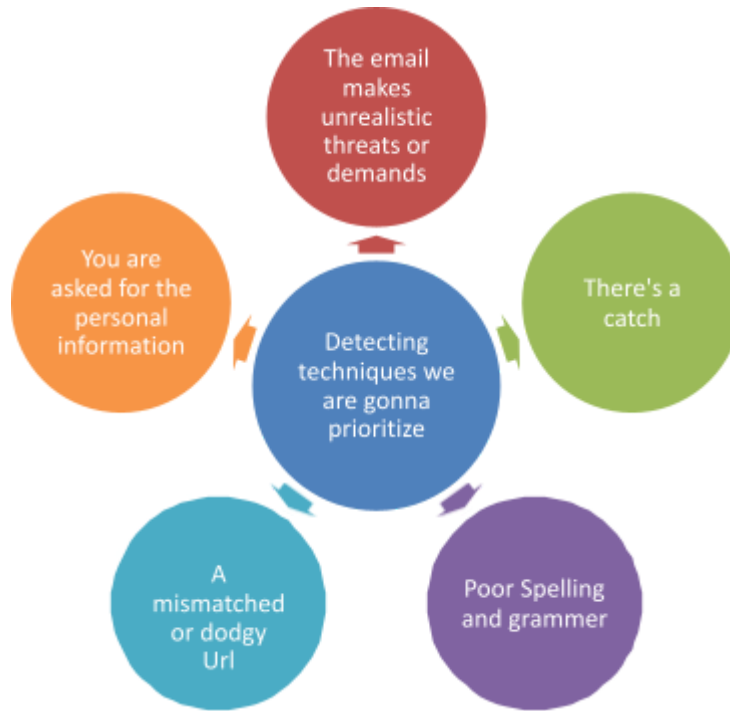 The email
makes
unrealistic
threats or
demands
You are
asked for the
personal
information
There's a
catch
Detecting
techniques we
are gonna
prioritize
A
mismatched
or dodgy
Url
Poor Spelling
and grammer